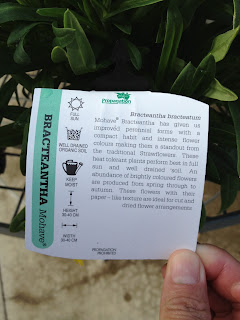 BRACTEANTHA Mohave®
FULL
SUN
WELL DRAINED
ORGANIC SOIL
KEEP
MOIST
HEIGHT
30-40 CM
WIDTH
30-40 CM
Propagation
Bracteantha bracteatum
Mohave® Bracteantha has given us
improved perennial forms with a
compact habit and intense flower
colours making them a standout from
the traditional Strawflowers. These
heat tolerant plants perform best in full
sun and well drained soil. An
abundance of brightly coloured flowers
are produced from spring through to
autumn. These flowers with their
paper - like texture are ideal for cut and
dried flower arrangements.
PROPAGATION
PROHIBITED